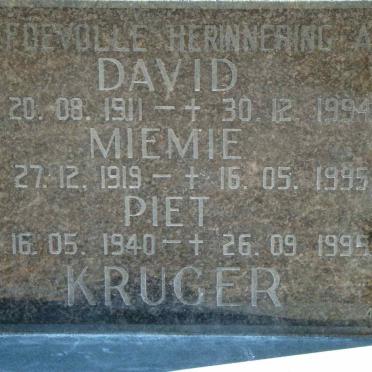 FDEVOLLE HERINNERING A
DAVID
20. 08. 1911 – + 30. 12. 1994
MIEMIE
27. 12. 1919 – + 16. 05. 1995
PIET
16. 05. 1940 – + 26. 09 1995
KRUGER